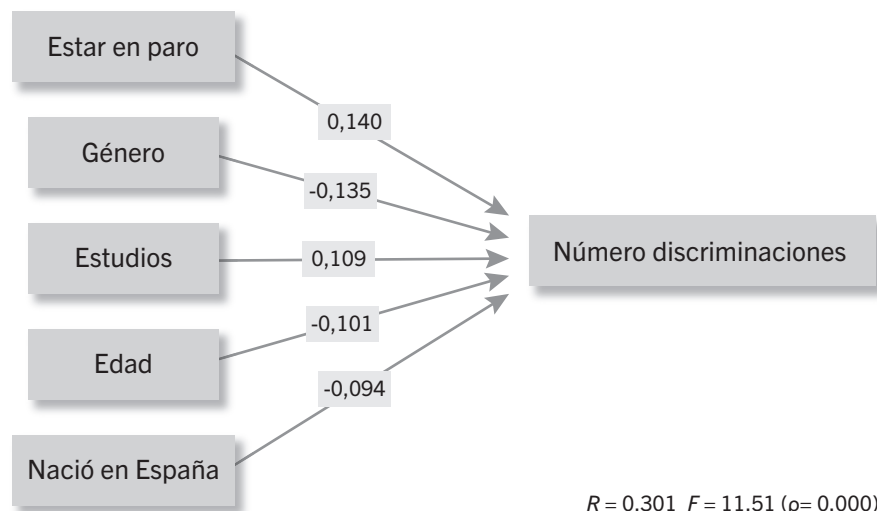 Estar en paro
0,140
Género
-0,135
Estudios
0,109
Número discriminaciones
Edad
-0,101
-0,094
Nació en España
R = 0.301 F = 11.51 (ρ= 0.000)